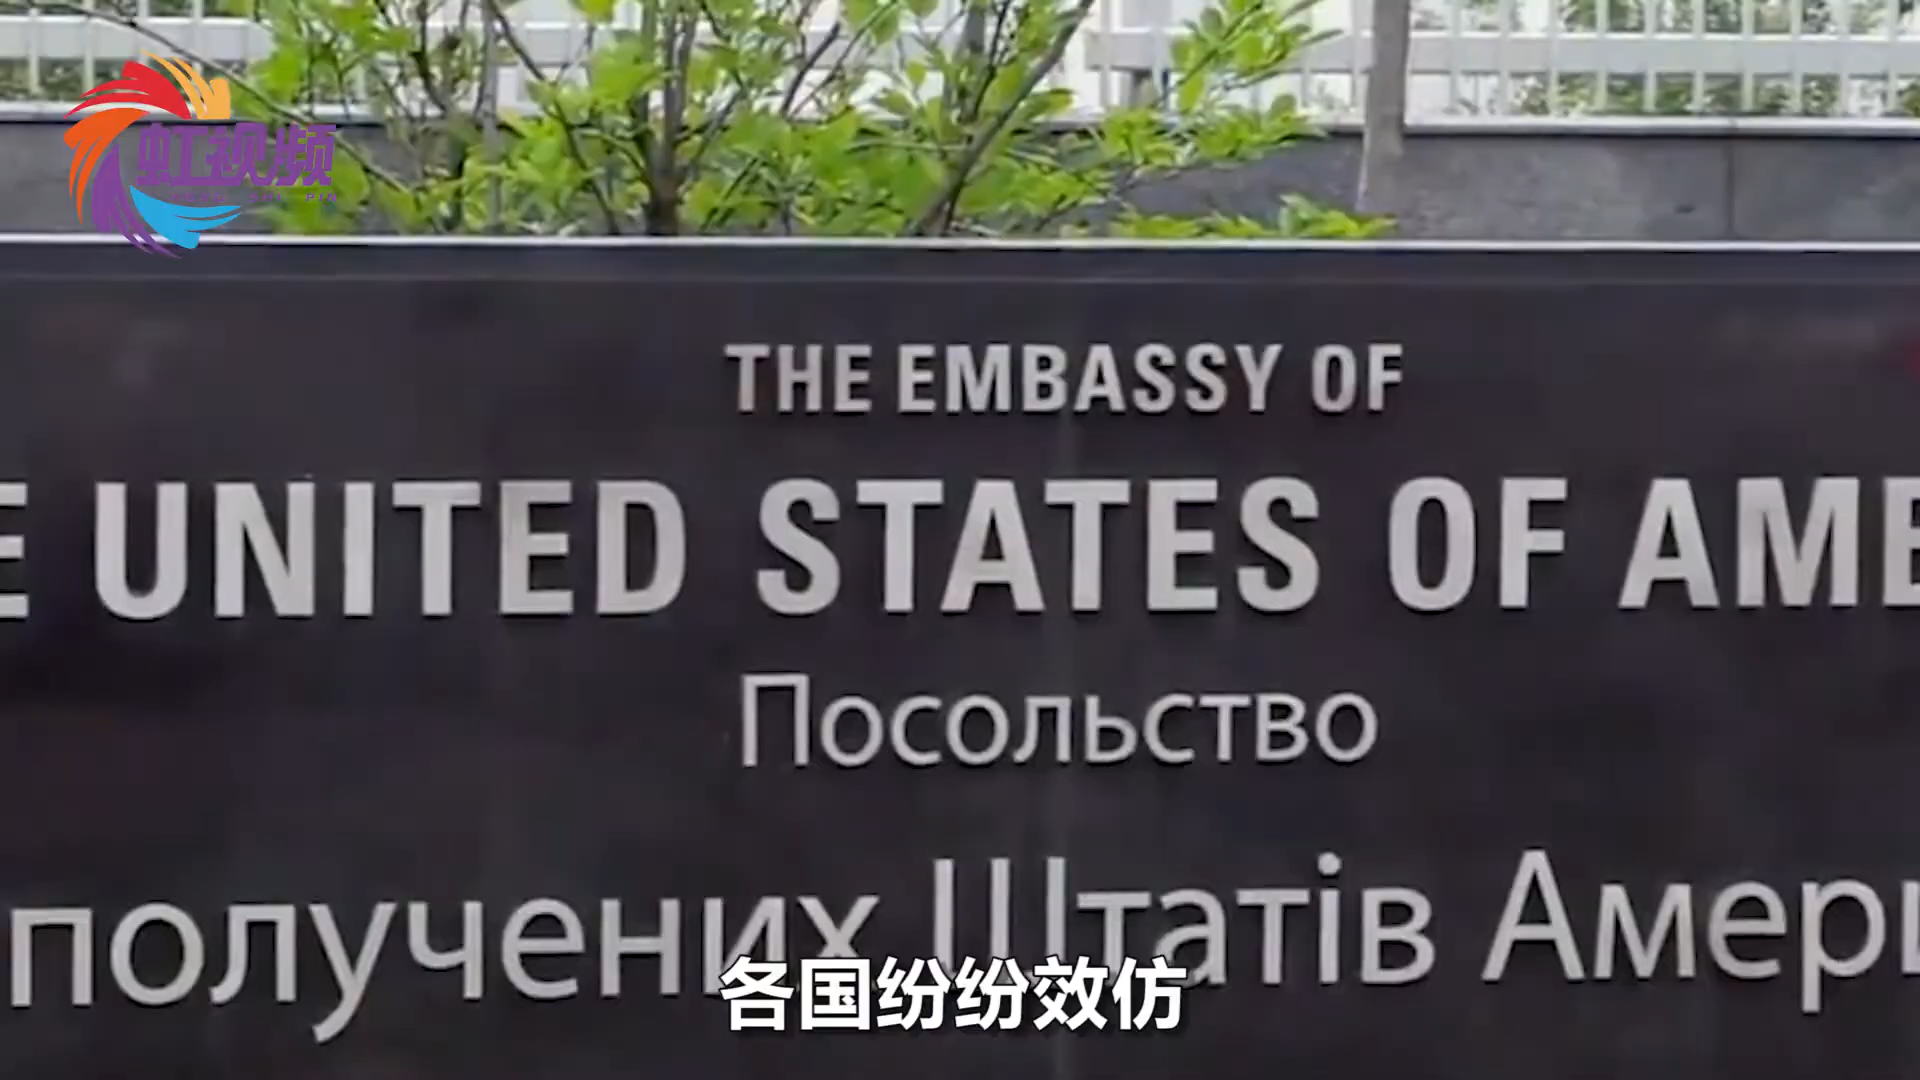 虹视频
THE EMBASSY OF
E UNITED STATES OF AME
Посольство
получених Штатів Амери
各国纷纷效仿